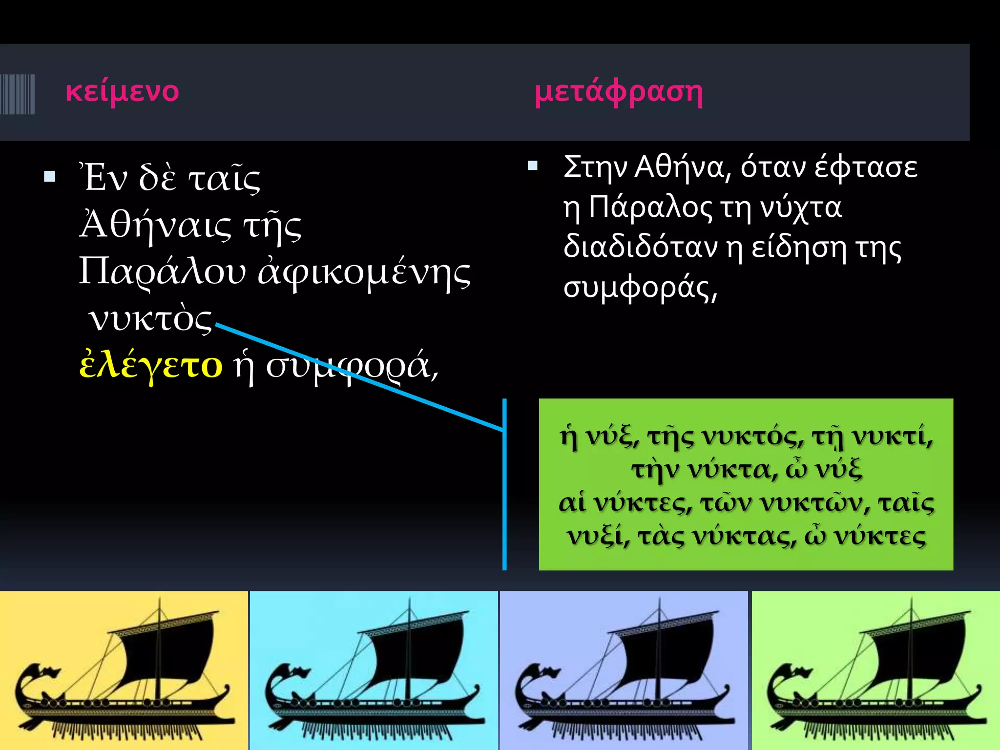 κείμενο
μετάφραση
Ἐν δὲ ταῖς
Ἀθήναις τῆς
Παράλου ἀφικομένης
νυκτὸς
ἐλέγετο ἡ συμφορά,
Στην Αθήνα, όταν έφτασε
η Πάραλος τη νύχτα
διαδιδόταν η είδηση της
συμφοράς,
ἡ νύξ, τῆς νυκτός, τῇ νυκτί,
τὴν νύκτα, ὦ νύξ
αἱ νύκτες, τῶν νυκτῶν, ταῖς
νυξί, τὰς νύκτας, ὦ νύκτες